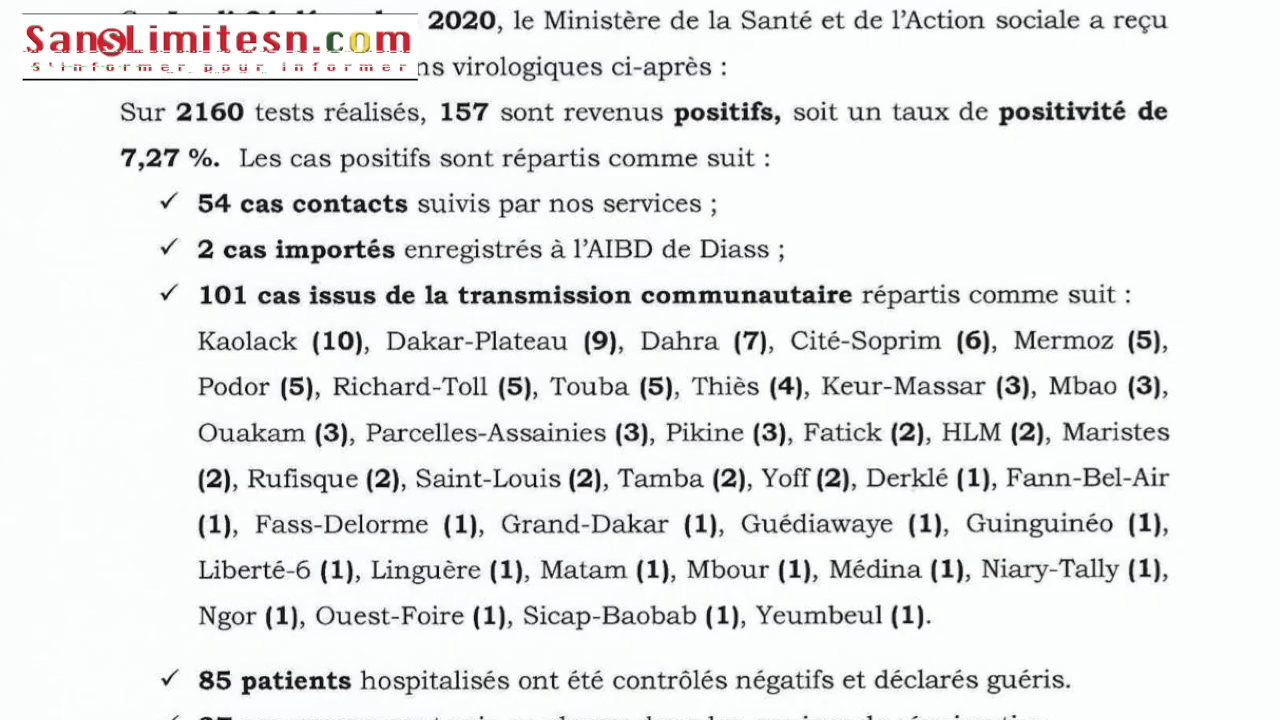 SansLimitesn.com
S'informer pour informer
2020, le Ministère de la Santé et de l'Action sociale a reçu
virologiques ci-après :
Sur 2160 tests réalisés, 157 sont revenus positifs, soit un taux de positivité de
7,27 %. Les cas positifs sont répartis comme suit :
✓ 54 cas contacts suivis par nos services ;
✓ 2 cas importés enregistrés à l'AIBD de Diass ;
✓ 101 cas issus de la transmission communautaire répartis comme suit :
Kaolack (10), Dakar-Plateau (9), Dahra (7), Cité-Soprim (6), Mermoz (5),
Podor (5), Richard-Toll (5), Touba (5), Thiès (4), Keur-Massar (3), Mbao (3),
Ouakam (3), Parcelles-Assainies (3), Pikine (3), Fatick (2), HLM (2), Maristes
(2), Rufisque (2), Saint-Louis (2), Tamba (2), Yoff (2), Derklé (1), Fann-Bel-Air
(1), Fass-Delorme (1), Grand-Dakar (1), Guédiawaye (1), Guinguinéo (1),
Liberté-6 (1), Linguère (1), Matam (1), Mbour (1), Médina (1), Niary-Tally (1),
Ngor (1), Ouest-Foire (1), Sicap-Baobab (1), Yeumbeul (1).
✓ 85 patients hospitalisés ont été contrôlés négatifs et déclarés guéris.